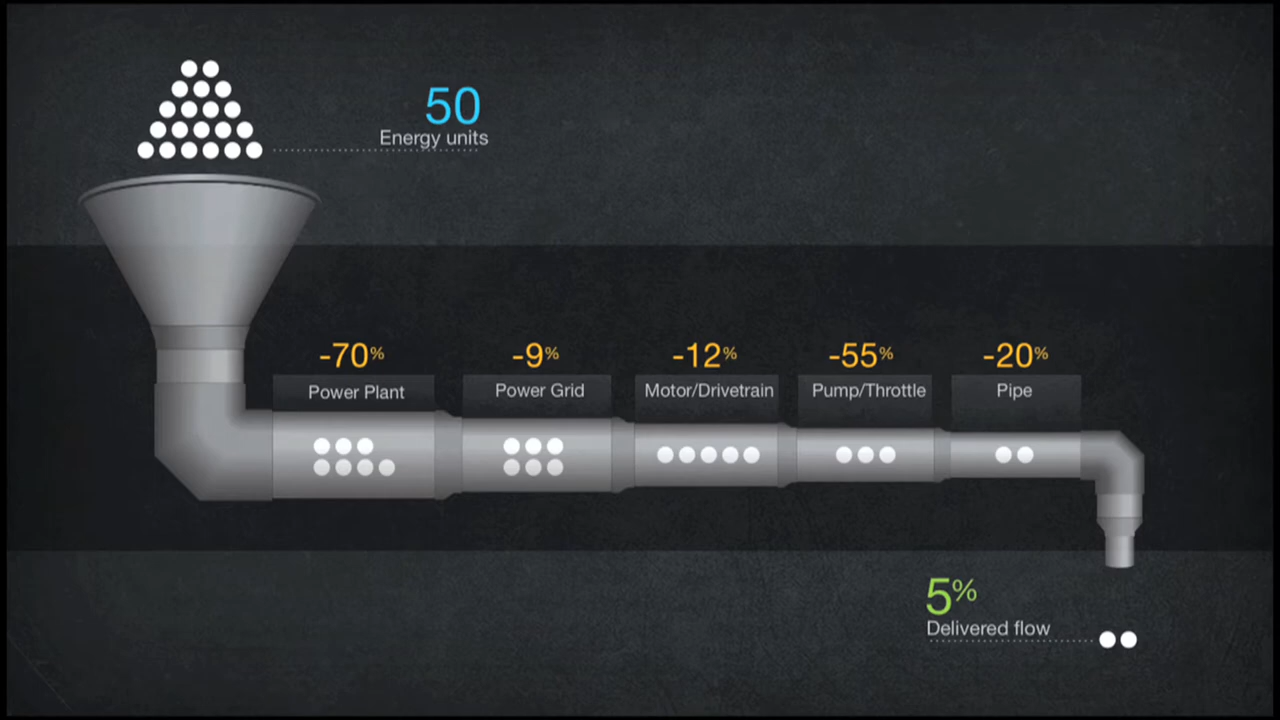 50
Energy units
-70%
Power Plant
-9%
Power Grid
-12%
Motor/Drivetrain
-55%
Pump/Throttle
-20%
Pipe
5%
Delivered flow